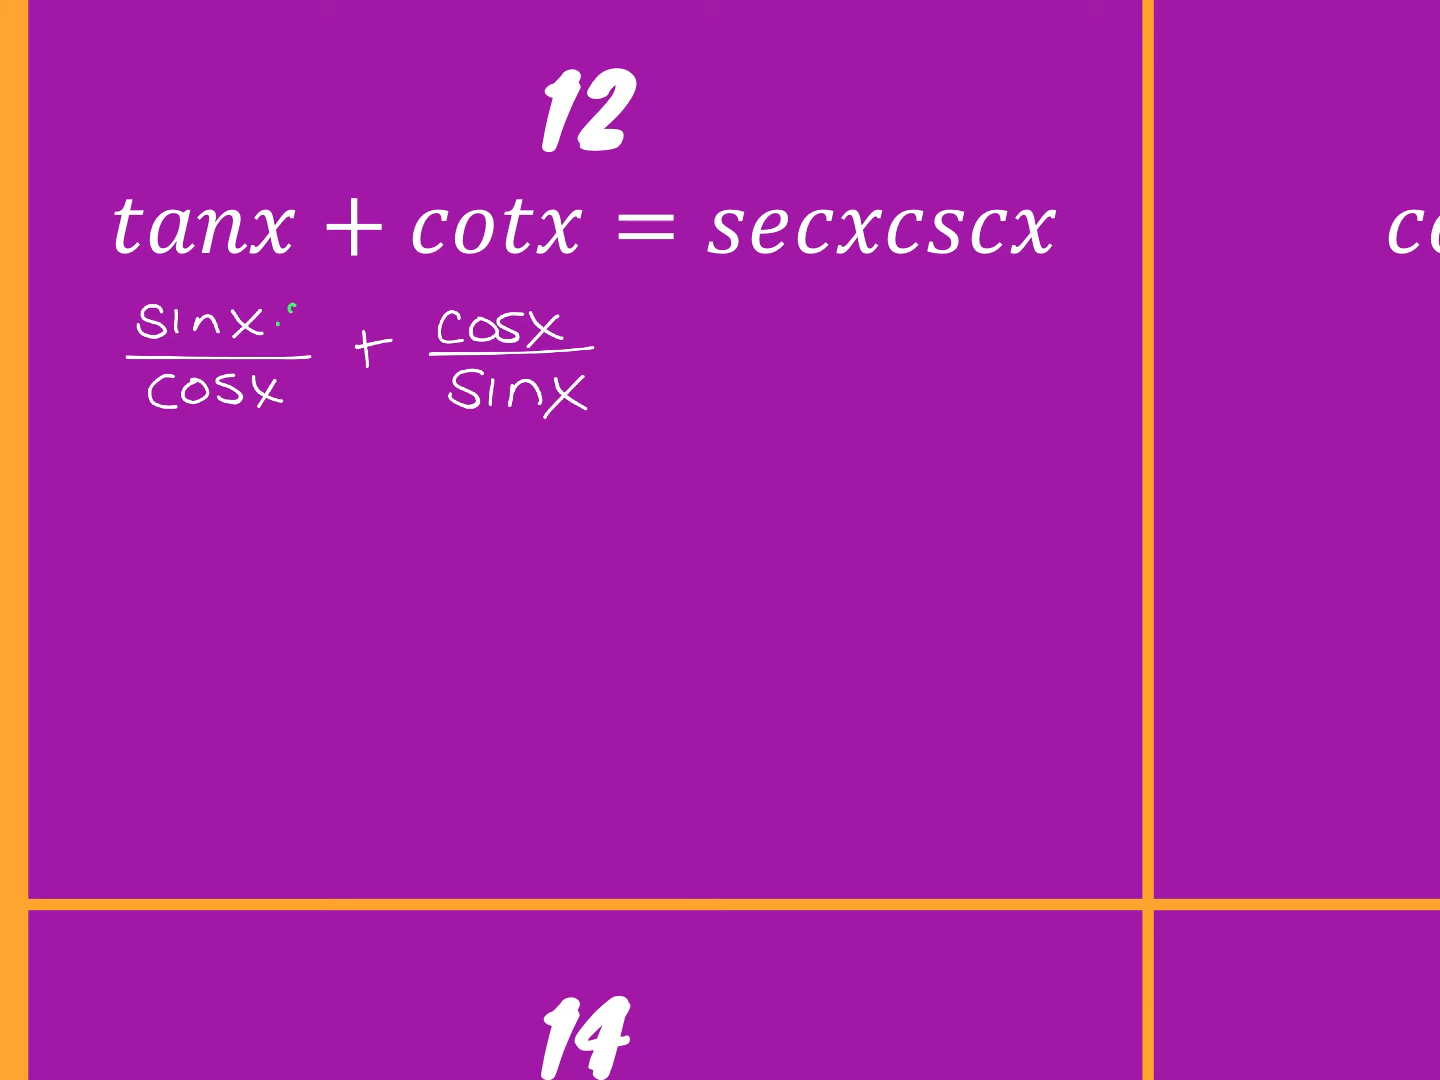 12
tanx + cotx = secxcscx
sinx · / cosx + cosx / sinx
14